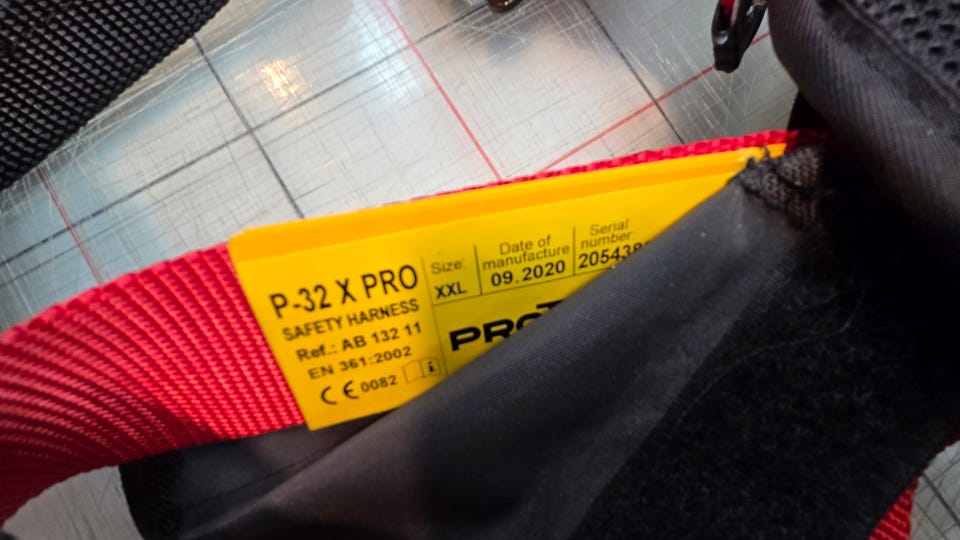 P-32 X PRO
SAFETY HARNESS
Ref.: AB 132 11
EN 361:2002
CE 0082
Size:
XXL
Date of
manufacture
09.2020
Serial
number: